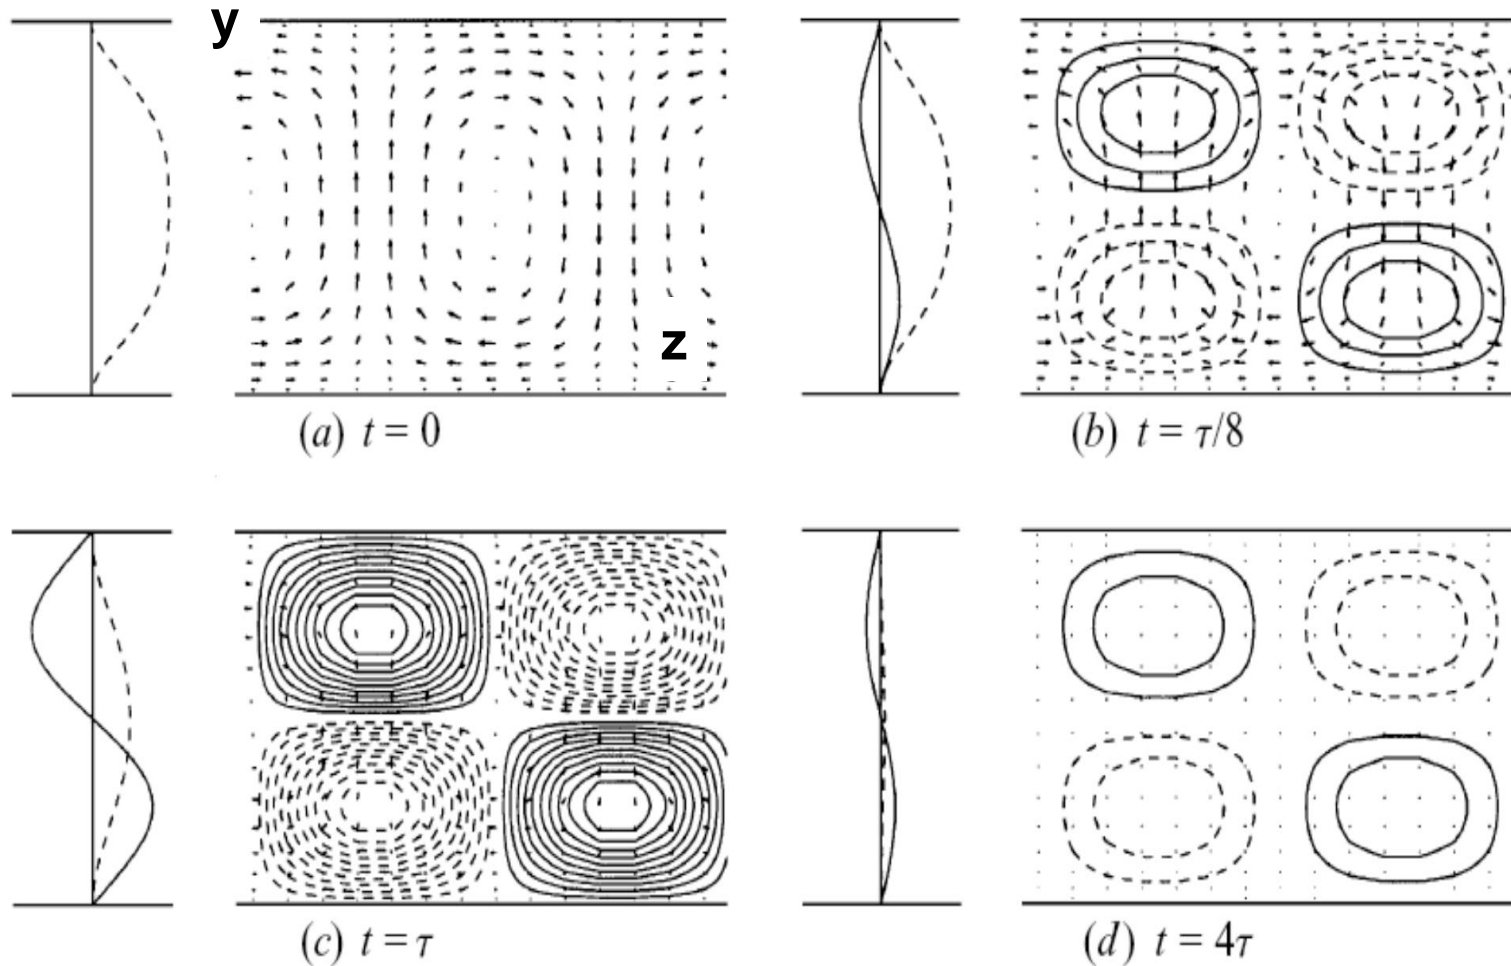 y
z
(a) t = 0
(b) t = τ/8
(c) t = τ
(d) t = 4τ